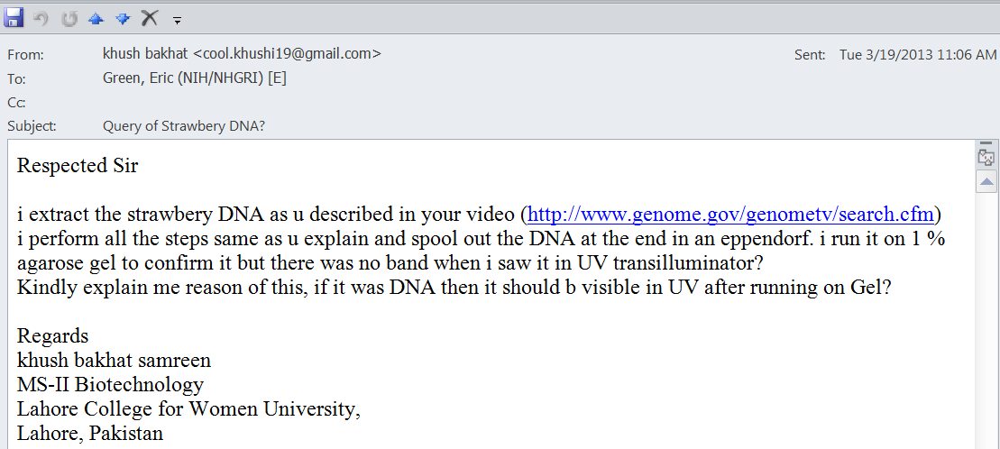 From: khush bakhat <cool.khushi19@gmail.com> Sent: Tue 3/19/2013 11:06 AM
To: Green, Eric (NIH/NHGRI) [E]
Cc:
Subject: Query of Strawbery DNA?
Respected Sir
i extract the strawbery DNA as u described in your video (http://www.genome.gov/genometv/search.cfm)
i perform all the steps same as u explain and spool out the DNA at the end in an eppendorf. i run it on 1 %
agarose gel to confirm it but there was no band when i saw it in UV transilluminator?
Kindly explain me reason of this, if it was DNA then it should b visible in UV after running on Gel?
Regards
khush bakhat samreen
MS-II Biotechnology
Lahore College for Women University,
Lahore, Pakistan